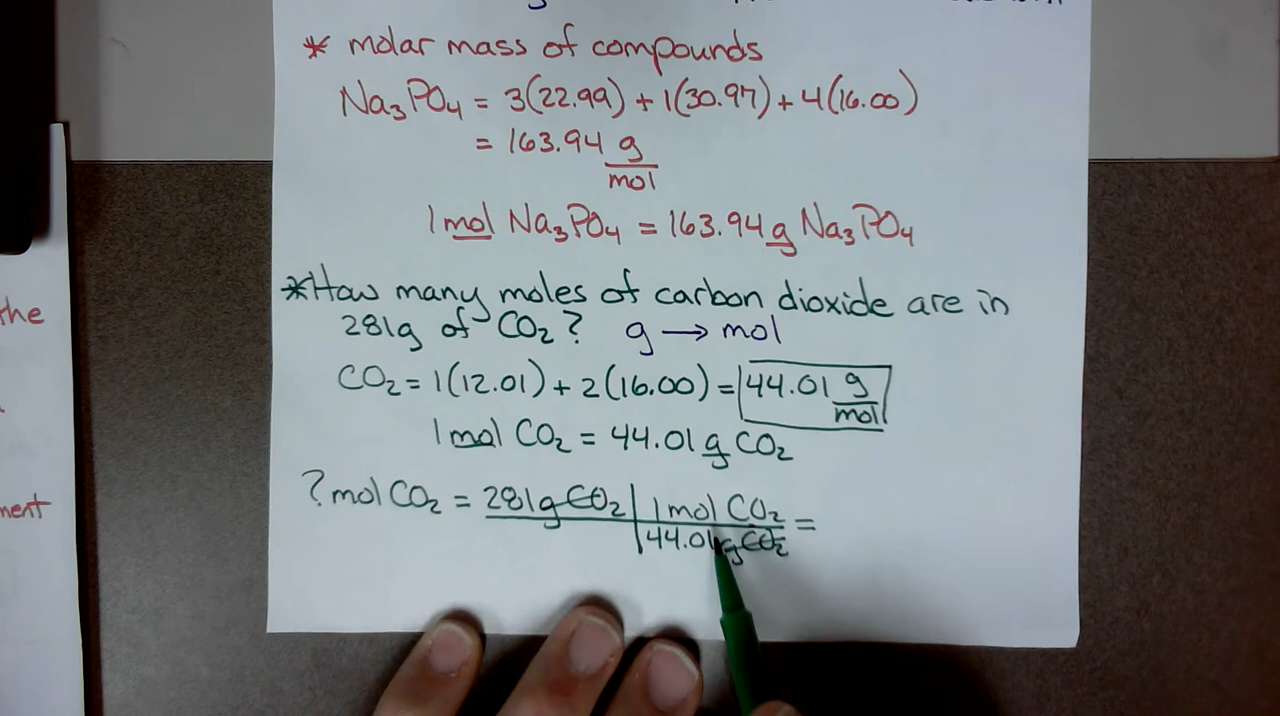 * molar mass of compounds
Na₃PO₄ = 3(22.99) + 1(30.97) + 4(16.00)
= 163.94 g/mol
1 mol Na₃PO₄ = 163.94 g Na₃PO₄
*How many moles of carbon dioxide are in
281g of CO₂? g → mol
CO₂ = 1(12.01) + 2(16.00) = 44.01 g/mol
1 mol CO₂ = 44.01 g CO₂
? mol CO₂ = 281g CO₂ | 1 mol CO₂ =
44.01 g CO₂
the